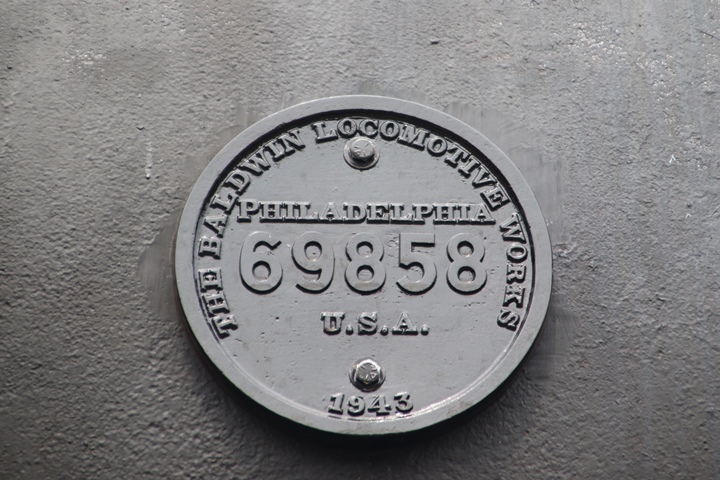 THE BALDWIN LOCOMOTIVE WORKS
PHILADELPHIA
69858
U.S.A.
1943